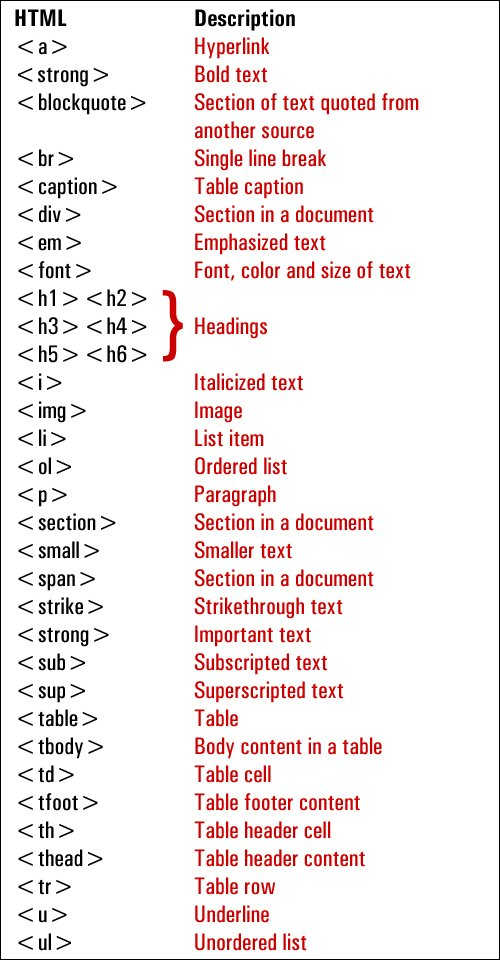 HTML Description
<a> Hyperlink
<strong> Bold text
<blockquote> Section of text quoted from
another source
<br> Single line break
<caption> Table caption
<div> Section in a document
<em> Emphasized text
<font> Font, color and size of text
<h1> <h2>
<h3> <h4> } Headings
<h5> <h6>
<i> Italicized text
<img> Image
<li> List item
<ol> Ordered list
<p> Paragraph
<section> Section in a document
<small> Smaller text
<span> Section in a document
<strike> Strikethrough text
<strong> Important text
<sub> Subscripted text
<sup> Superscripted text
<table> Table
<tbody> Body content in a table
<td> Table cell
<tfoot> Table footer content
<th> Table header cell
<thead> Table header content
<tr> Table row
<u> Underline
<ul> Unordered list